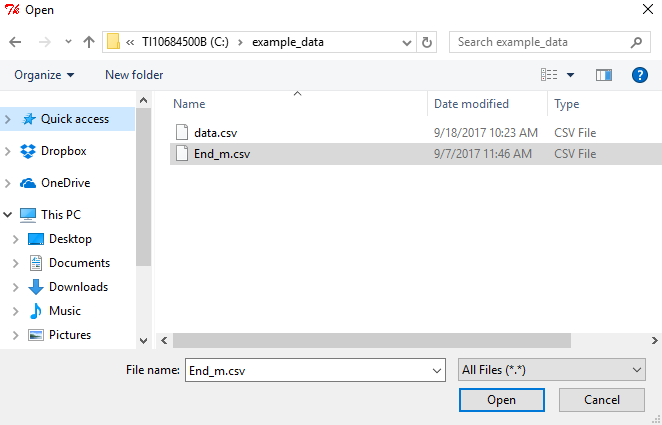 Open
« TI10684500B (C:) › example_data
Search example_data
Organize
New folder
Name
Date modified
Type
Quick access
Dropbox
OneDrive
This PC
Desktop
Documents
Downloads
Music
Pictures
data.csv 9/18/2017 10:23 AM CSV File
End_m.csv 9/7/2017 11:46 AM CSV File
File name: End_m.csv
All Files (*.*)
Open
Cancel